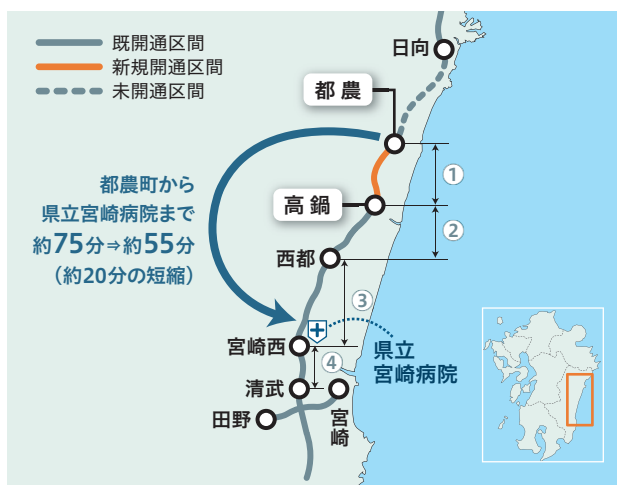 既開通区間
新規開通区間
未開通区間
日向
都農
①
都農町から
県立宮崎病院まで
約75分⇒約55分
（約20分の短縮）
高鍋
②
西都
③
宮崎西
④
県立
宮崎病院
清武
田野
宮崎